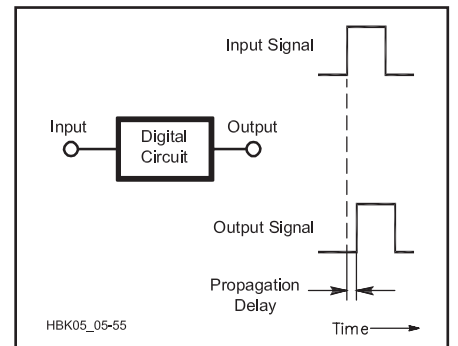 Input Signal
Input
Digital
Circuit
Output
Output Signal
Propagation
Delay
HBK05_05-55
Time